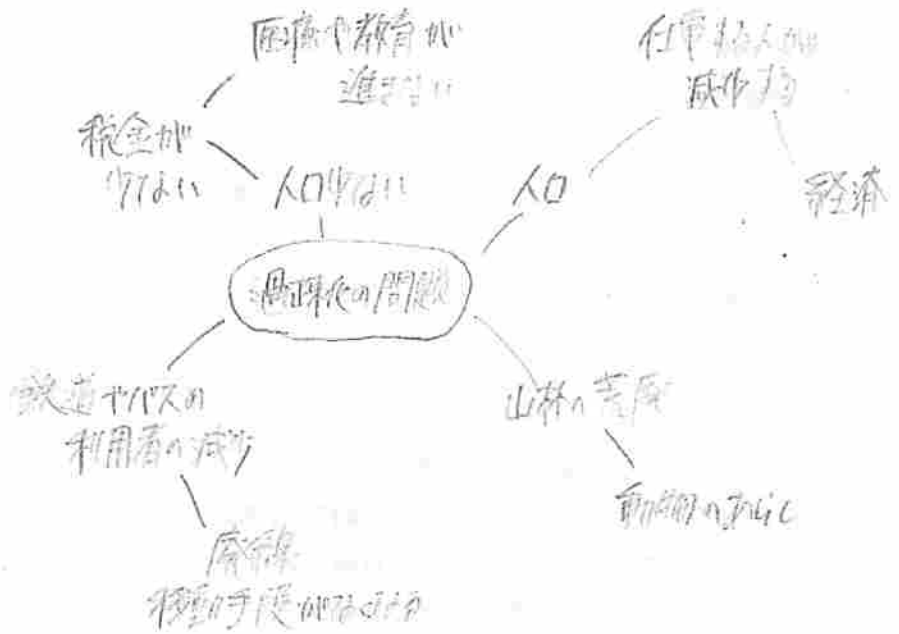 医療や教育が
進まない
仕事する人が
減少する
税金が
少ない
人口少ない
人口
経済
過疎化の問題
鉄道やバスの
利用者の減少
山林の荒廃
動物のあらし
廃線
移動手段がなくなる